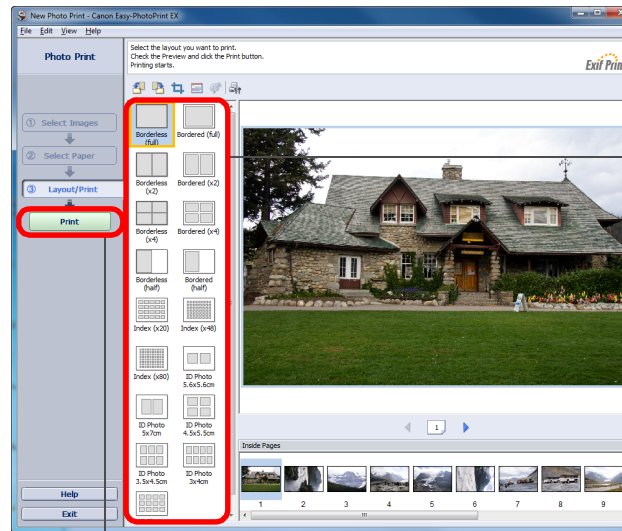 New Photo Print - Canon Easy-PhotoPrint EX
File Edit View Help
Photo Print
Select the layout you want to print.
Check the Preview and click the Print button.
Printing starts.
Exif Prin
1 Select Images
2 Select Paper
3 Layout/Print
Print
Borderless
(full)
Bordered (full)
Borderless
(x2)
Bordered (x2)
Borderless
(x4)
Bordered (x4)
Borderless
(half)
Bordered
(half)
Index (x20)
Index (x48)
Index (x80)
ID Photo
5.6x5.6cm
ID Photo
5x7cm
ID Photo
4.5x5.5cm
ID Photo
3.5x4.5cm
ID Photo
3x4cm
1
Inside Pages
1 2 3 4 5 6 7 8 9
Help
Exit